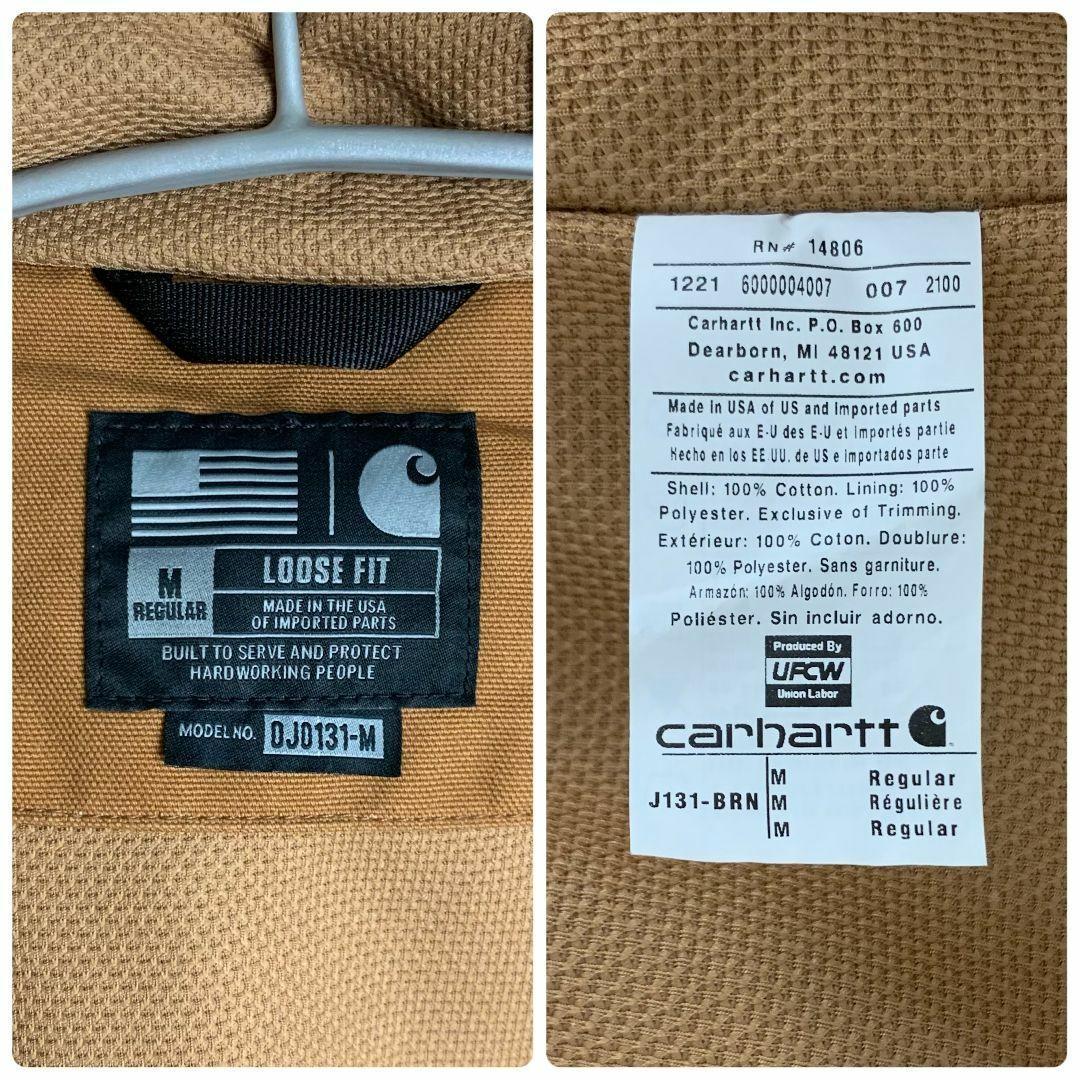 M
REGULAR
LOOSE FIT
MADE IN THE USA
OF IMPORTED PARTS
BUILT TO SERVE AND PROTECT
HARDWORKING PEOPLE
MODEL NO. OJ0131-M
RN# 14806
1221 6000004007 007 2100
Carhartt Inc. P.O. Box 600
Dearborn, MI 48121 USA
carhartt.com
Made in USA of US and imported parts
Fabriqué aux E-U des E-U et importés partie
Hecho en los EE.UU. de US e importados parte
Shell: 100% Cotton. Lining: 100%
Polyester. Exclusive of Trimming.
Extérieur: 100% Coton. Doublure:
100% Polyester. Sans garniture.
Armazón: 100% Algodón. Forro: 100%
Poliéster. Sin incluir adorno.
Produced By
UFCW
Union Labor
carhartt
M Regular
J131-BRN M Régulière
M Regular